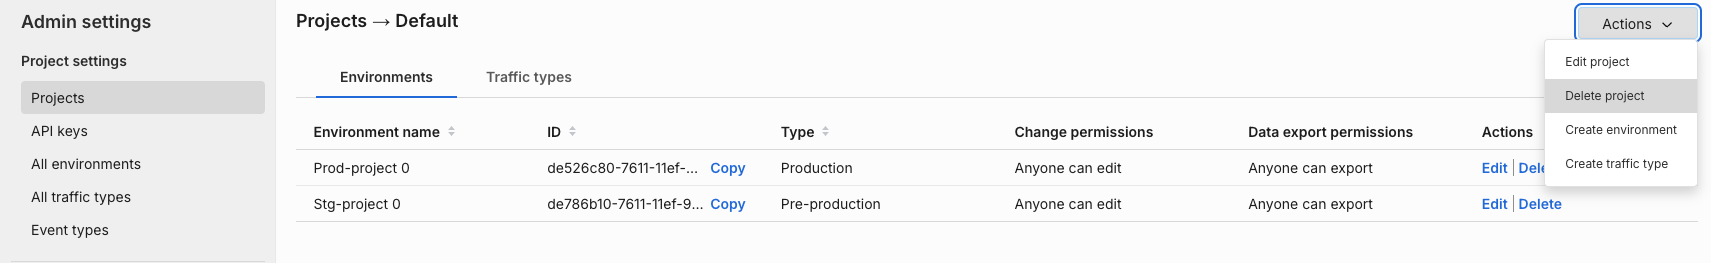 Admin settings
Project settings
Projects
API keys
All environments
All traffic types
Event types
Projects → Default
Actions
Edit project
Delete project
Create environment
Create traffic type
Environments Traffic types
Environment name ID Type Change permissions Data export permissions Actions
Prod-project 0 de526c80-7611-11ef-... Copy Production Anyone can edit Anyone can export Edit |
Stg-project 0 de786b10-7611-11ef-9... Copy Pre-production Anyone can edit Anyone can export Edit | Delete